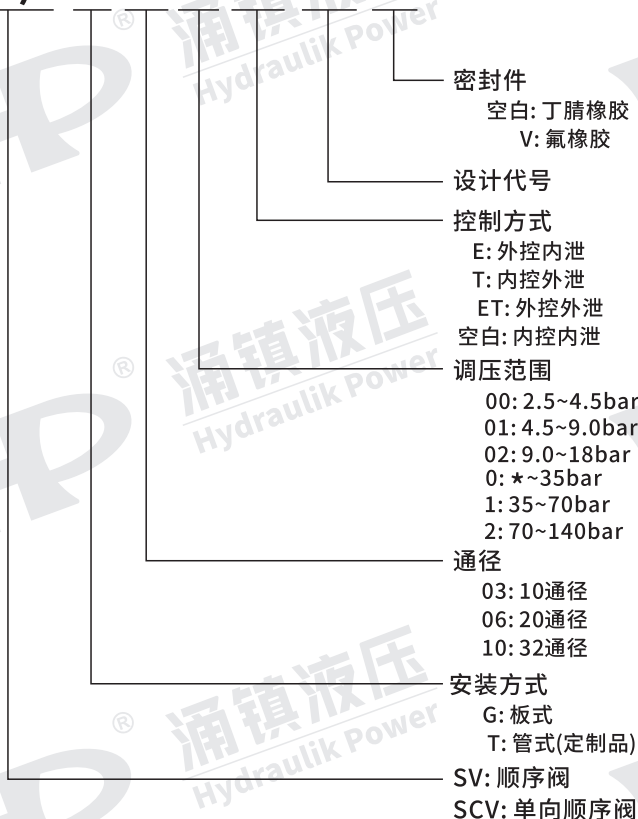 密封件
空白: 丁腈橡胶
V: 氟橡胶
设计代号
控制方式
E: 外控内泄
T: 内控外泄
ET: 外控外泄
空白: 内控内泄
调压范围
00: 2.5~4.5bar
01: 4.5~9.0bar
02: 9.0~18bar
0: ★~35bar
1: 35~70bar
2: 70~140bar
通径
03: 10通径
06: 20通径
10: 32通径
安装方式
G: 板式
T: 管式(定制品)
SV: 顺序阀
SCV: 单向顺序阀
®
涌镇液压
Hydraulik Power
®
涌镇液压
Hydraulik Power
®
涌镇液压
Hydraulik Power